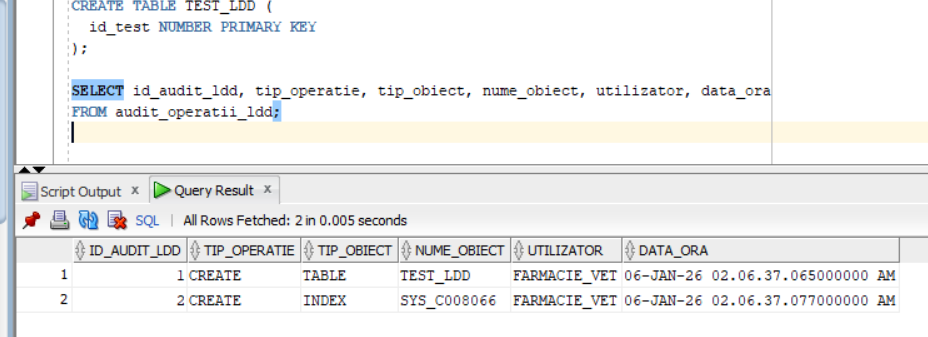 CREATE TABLE TEST_LDD (
id_test NUMBER PRIMARY KEY
);
SELECT id_audit_ldd, tip_operatie, tip_obiect, nume_obiect, utilizator, data_ora
FROM audit_operatii_ldd;
Script Output x Query Result x
SQL | All Rows Fetched: 2 in 0.005 seconds
ID_AUDIT_LDD TIP_OPERATIE TIP_OBIECT NUME_OBIECT UTILIZATOR DATA_ORA
1 1 CREATE TABLE TEST_LDD FARMACIE_VET 06-JAN-26 02.06.37.065000000 AM
2 2 CREATE INDEX SYS_C008066 FARMACIE_VET 06-JAN-26 02.06.37.077000000 AM